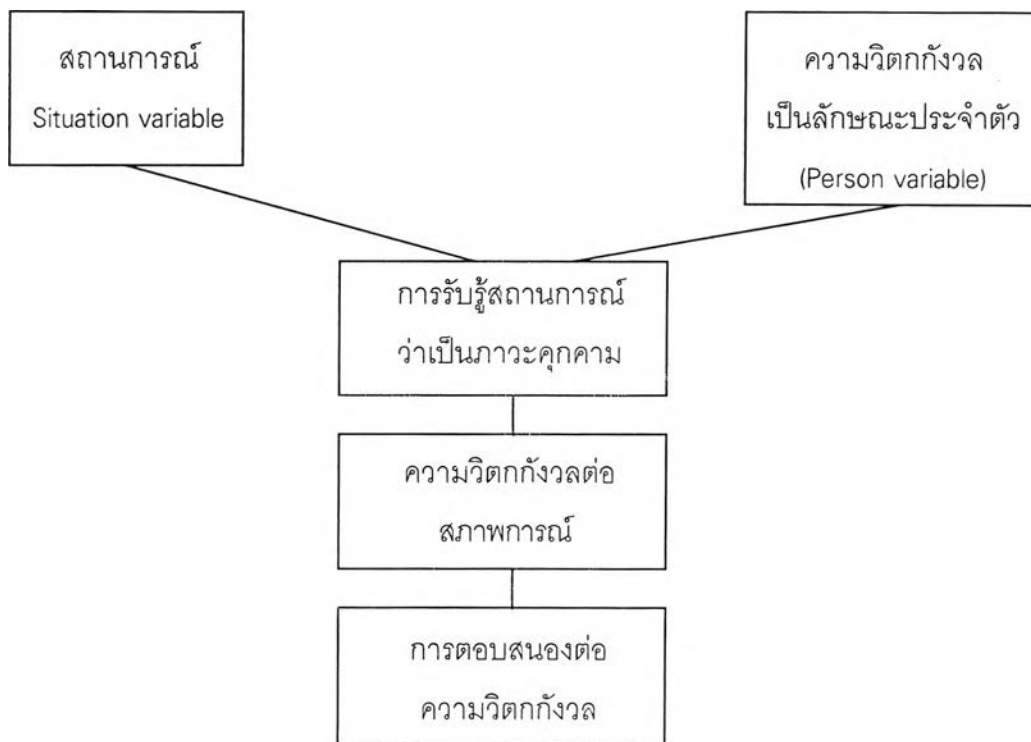 สถานการณ์
Situation variable
ความวิตกกังวล
เป็นลักษณะประจำตัว
(Person variable)
การรับรู้สถานการณ์
ว่าเป็นภาวะคุกคาม
ความวิตกกังวลต่อ
สภาพการณ์
การตอบสนองต่อ
ความวิตกกังวล